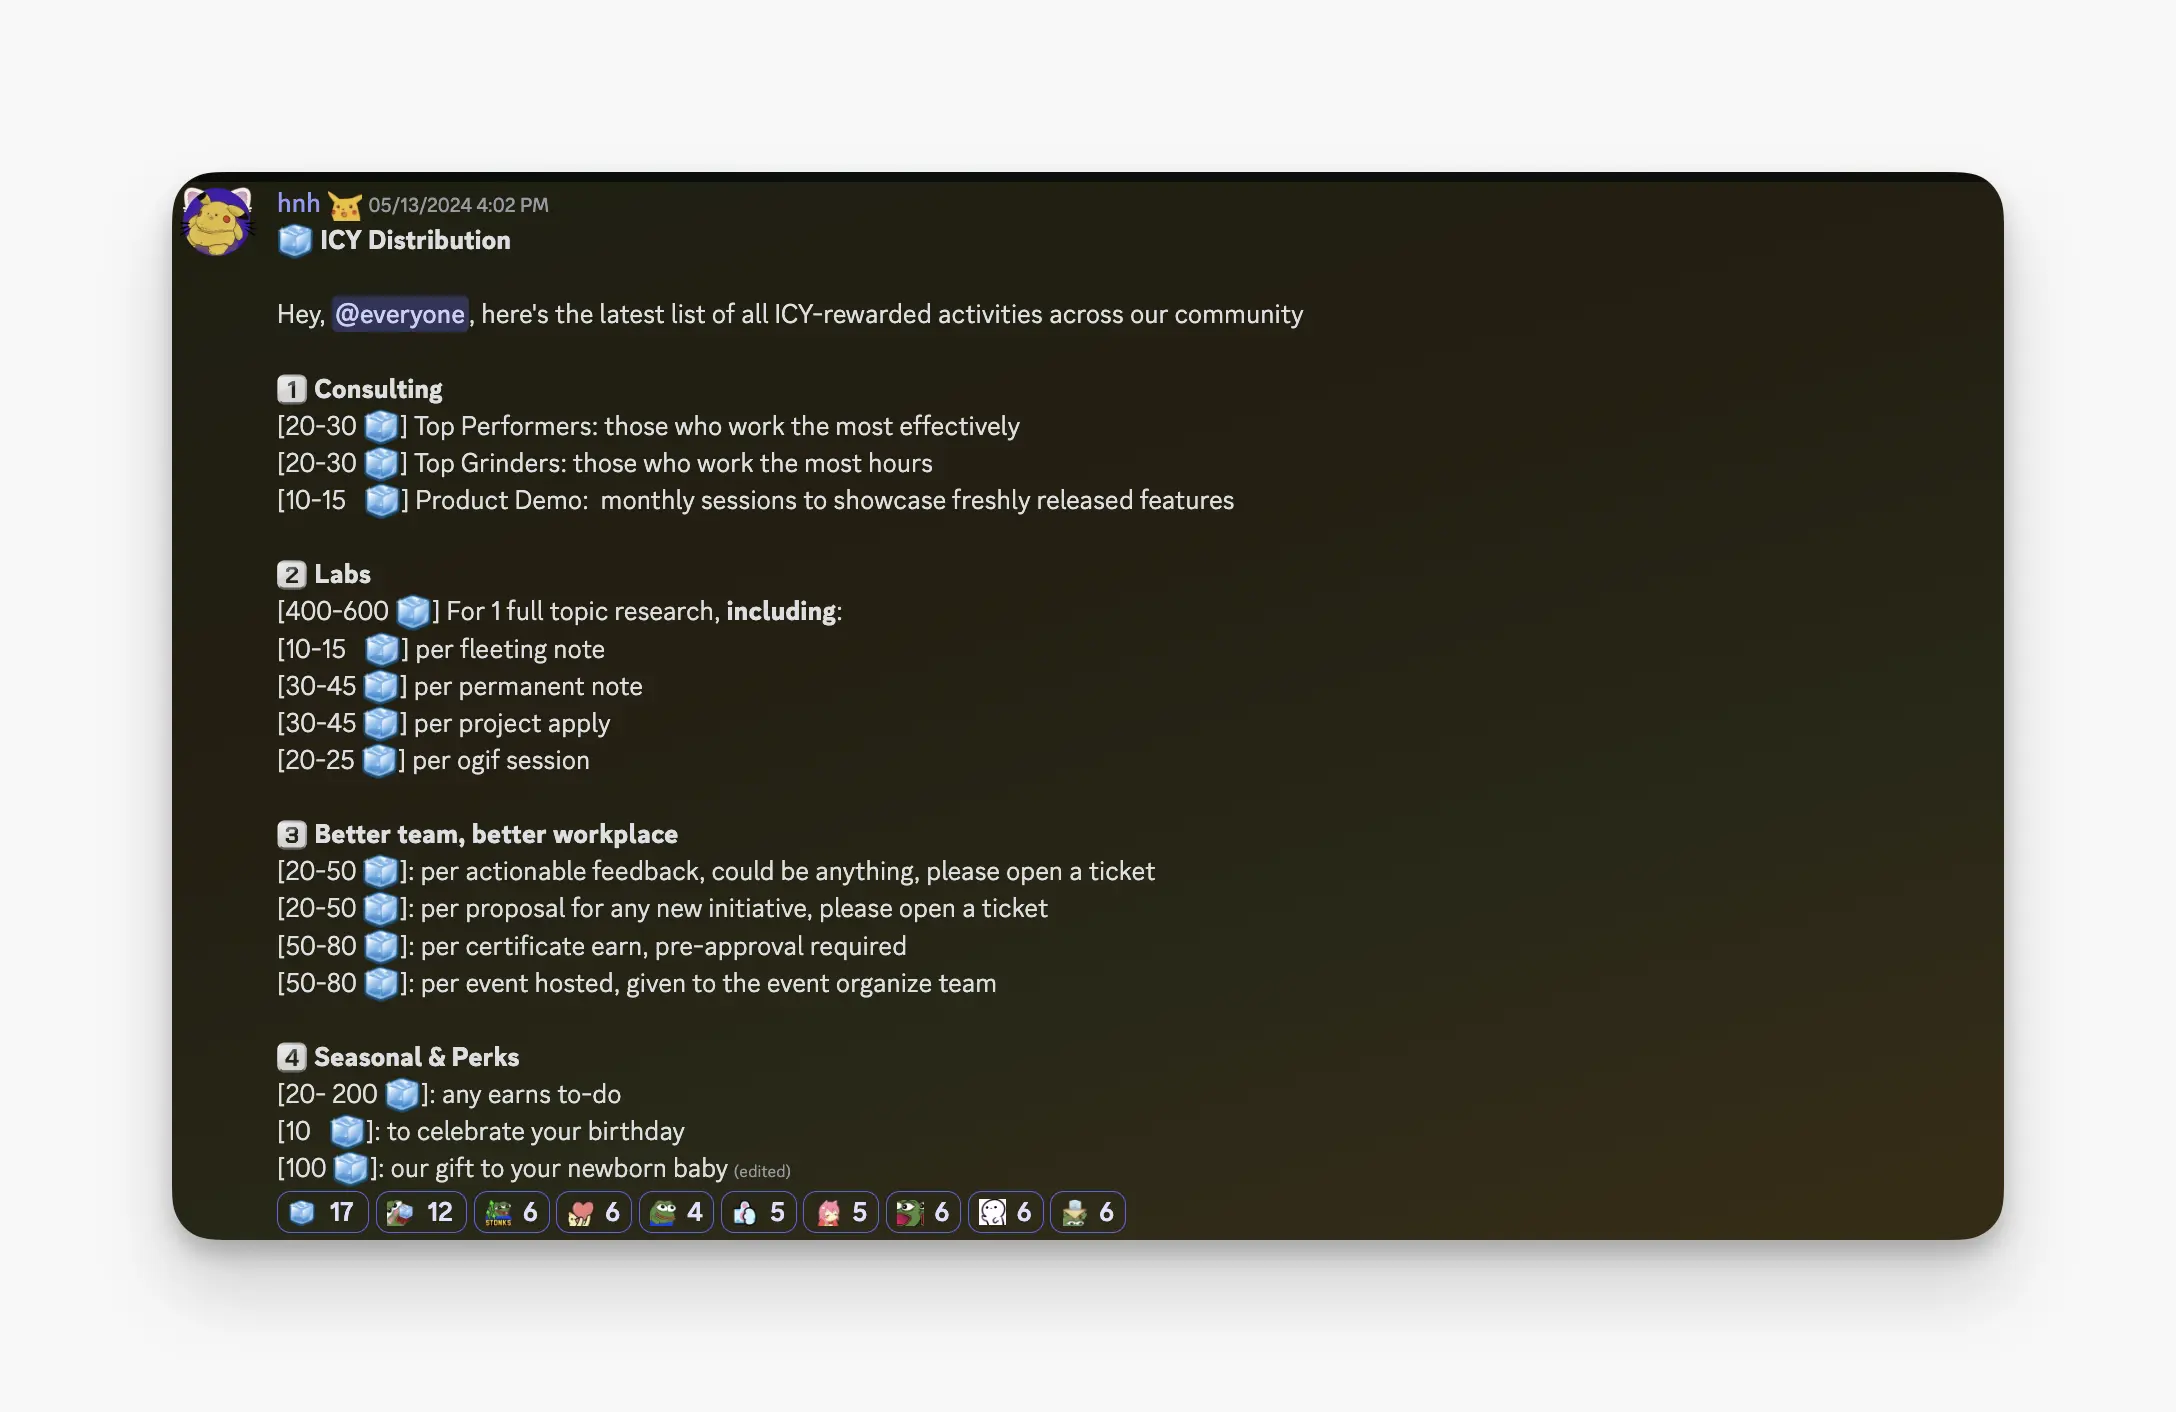 hnh 05/13/2024 4:02 PM
🧊 ICY Distribution
Hey, @everyone, here's the latest list of all ICY-rewarded activities across our community
1 Consulting
[20-30 🧊] Top Performers: those who work the most effectively
[20-30 🧊] Top Grinders: those who work the most hours
[10-15 🧊] Product Demo: monthly sessions to showcase freshly released features
2 Labs
[400-600 🧊] For 1 full topic research, including:
[10-15 🧊] per fleeting note
[30-45 🧊] per permanent note
[30-45 🧊] per project apply
[20-25 🧊] per ogif session
3 Better team, better workplace
[20-50 🧊]: per actionable feedback, could be anything, please open a ticket
[20-50 🧊]: per proposal for any new initiative, please open a ticket
[50-80 🧊]: per certificate earn, pre-approval required
[50-80 🧊]: per event hosted, given to the event organize team
4 Seasonal & Perks
[20- 200 🧊]: any earns to-do
[10 🧊]: to celebrate your birthday
[100 🧊]: our gift to your newborn baby (edited)
17 12 STONKS 6 6 4 5 5 6 6 6